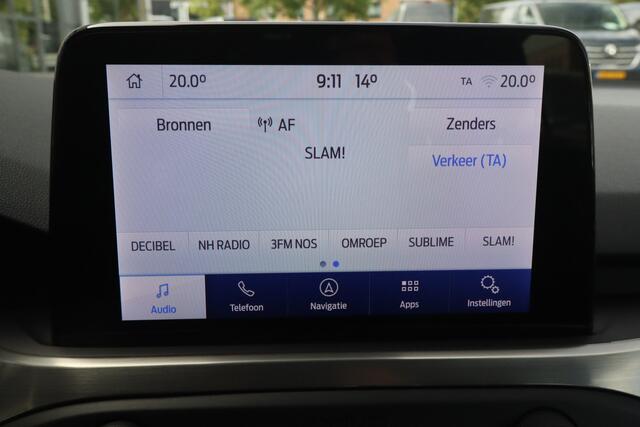 20.0° 9:11 14° TA 20.0°
Bronnen AF Zenders
SLAM!
Verkeer (TA)
DECIBEL NH RADIO 3FM NOS OMROEP SUBLIME SLAM!
Audio Telefoon Navigatie Apps Instellingen